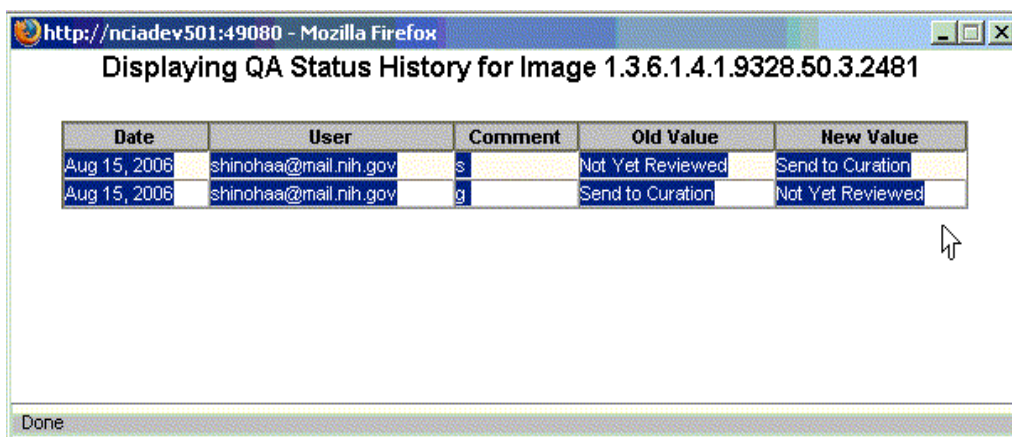 http://nciadev501:49080 - Mozilla Firefox
Displaying QA Status History for Image 1.3.6.1.4.1.9328.50.3.2481
Date User Comment Old Value New Value
Aug 15, 2006 shinohaa@mail.nih.gov s Not Yet Reviewed Send to Curation
Aug 15, 2006 shinohaa@mail.nih.gov g Send to Curation Not Yet Reviewed
Done